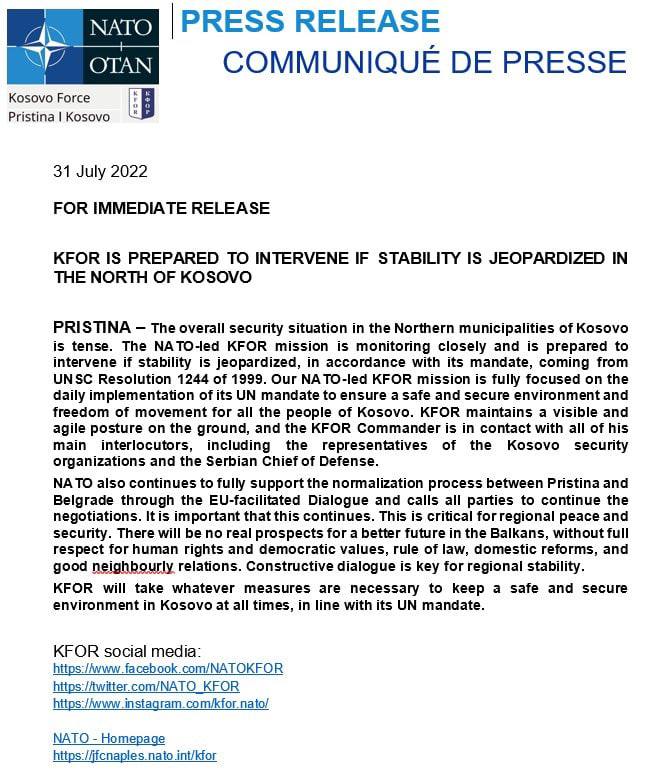 NATO
OTAN
Kosovo Force
Pristina I Kosovo
KFOR
КФОР
PRESS RELEASE
COMMUNIQUÉ DE PRESSE
31 July 2022
FOR IMMEDIATE RELEASE
KFOR IS PREPARED TO INTERVENE IF STABILITY IS JEOPARDIZED IN
THE NORTH OF KOSOVO
PRISTINA – The overall security situation in the Northern municipalities of Kosovo
is tense. The NATO-led KFOR mission is monitoring closely and is prepared to
intervene if stability is jeopardized, in accordance with its mandate, coming from
UNSC Resolution 1244 of 1999. Our NATO-led KFOR mission is fully focused on the
daily implementation of its UN mandate to ensure a safe and secure environment and
freedom of movement for all the people of Kosovo. KFOR maintains a visible and
agile posture on the ground, and the KFOR Commander is in contact with all of his
main interlocutors, including the representatives of the Kosovo security
organizations and the Serbian Chief of Defense.
NATO also continues to fully support the normalization process between Pristina and
Belgrade through the EU-facilitated Dialogue and calls all parties to continue the
negotiations. It is important that this continues. This is critical for regional peace and
security. There will be no real prospects for a better future in the Balkans, without full
respect for human rights and democratic values, rule of law, domestic reforms, and
good neighbourly relations. Constructive dialogue is key for regional stability.
KFOR will take whatever measures are necessary to keep a safe and secure
environment in Kosovo at all times, in line with its UN mandate.
KFOR social media:
https://www.facebook.com/NATOKFOR
https://twitter.com/NATO_KFOR
https://www.instagram.com/kfor.nato/
NATO - Homepage
https://jfcnaples.nato.int/kfor